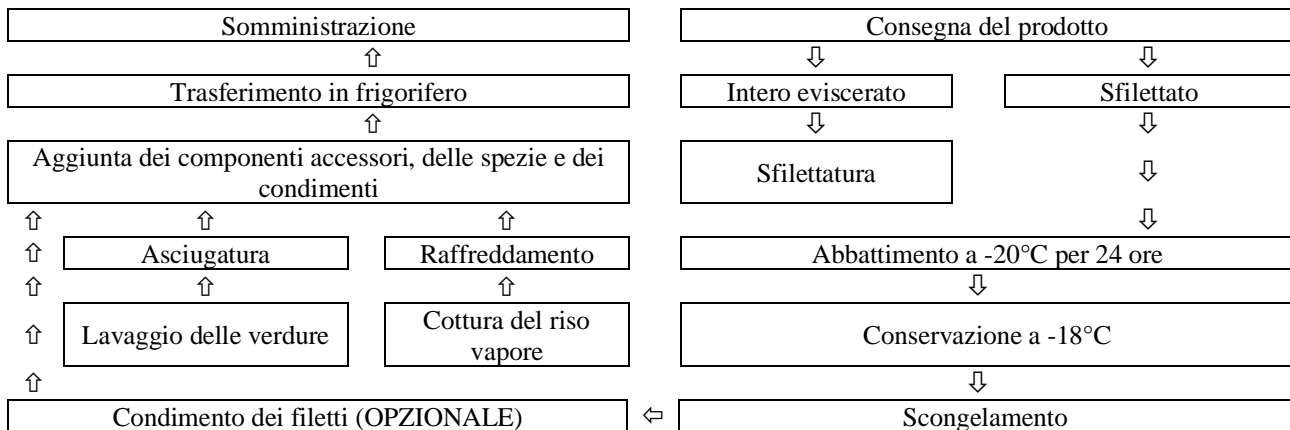 Somministrazione
Consegna del prodotto
⇧
⇩
⇩
Trasferimento in frigorifero
Intero eviscerato
Sfilettato
⇧
⇩
⇩
Aggiunta dei componenti accessori, delle spezie e dei
condimenti
Sfilettatura
⇩
⇧
⇧
⇧
⇩
⇧
Asciugatura
Raffreddamento
Abbattimento a -20°C per 24 ore
⇧
⇧
⇧
⇩
⇧
Lavaggio delle verdure
Cottura del riso
vapore
Conservazione a -18°C
⇧
⇩
Condimento dei filetti (OPZIONALE)
⇦
Scongelamento